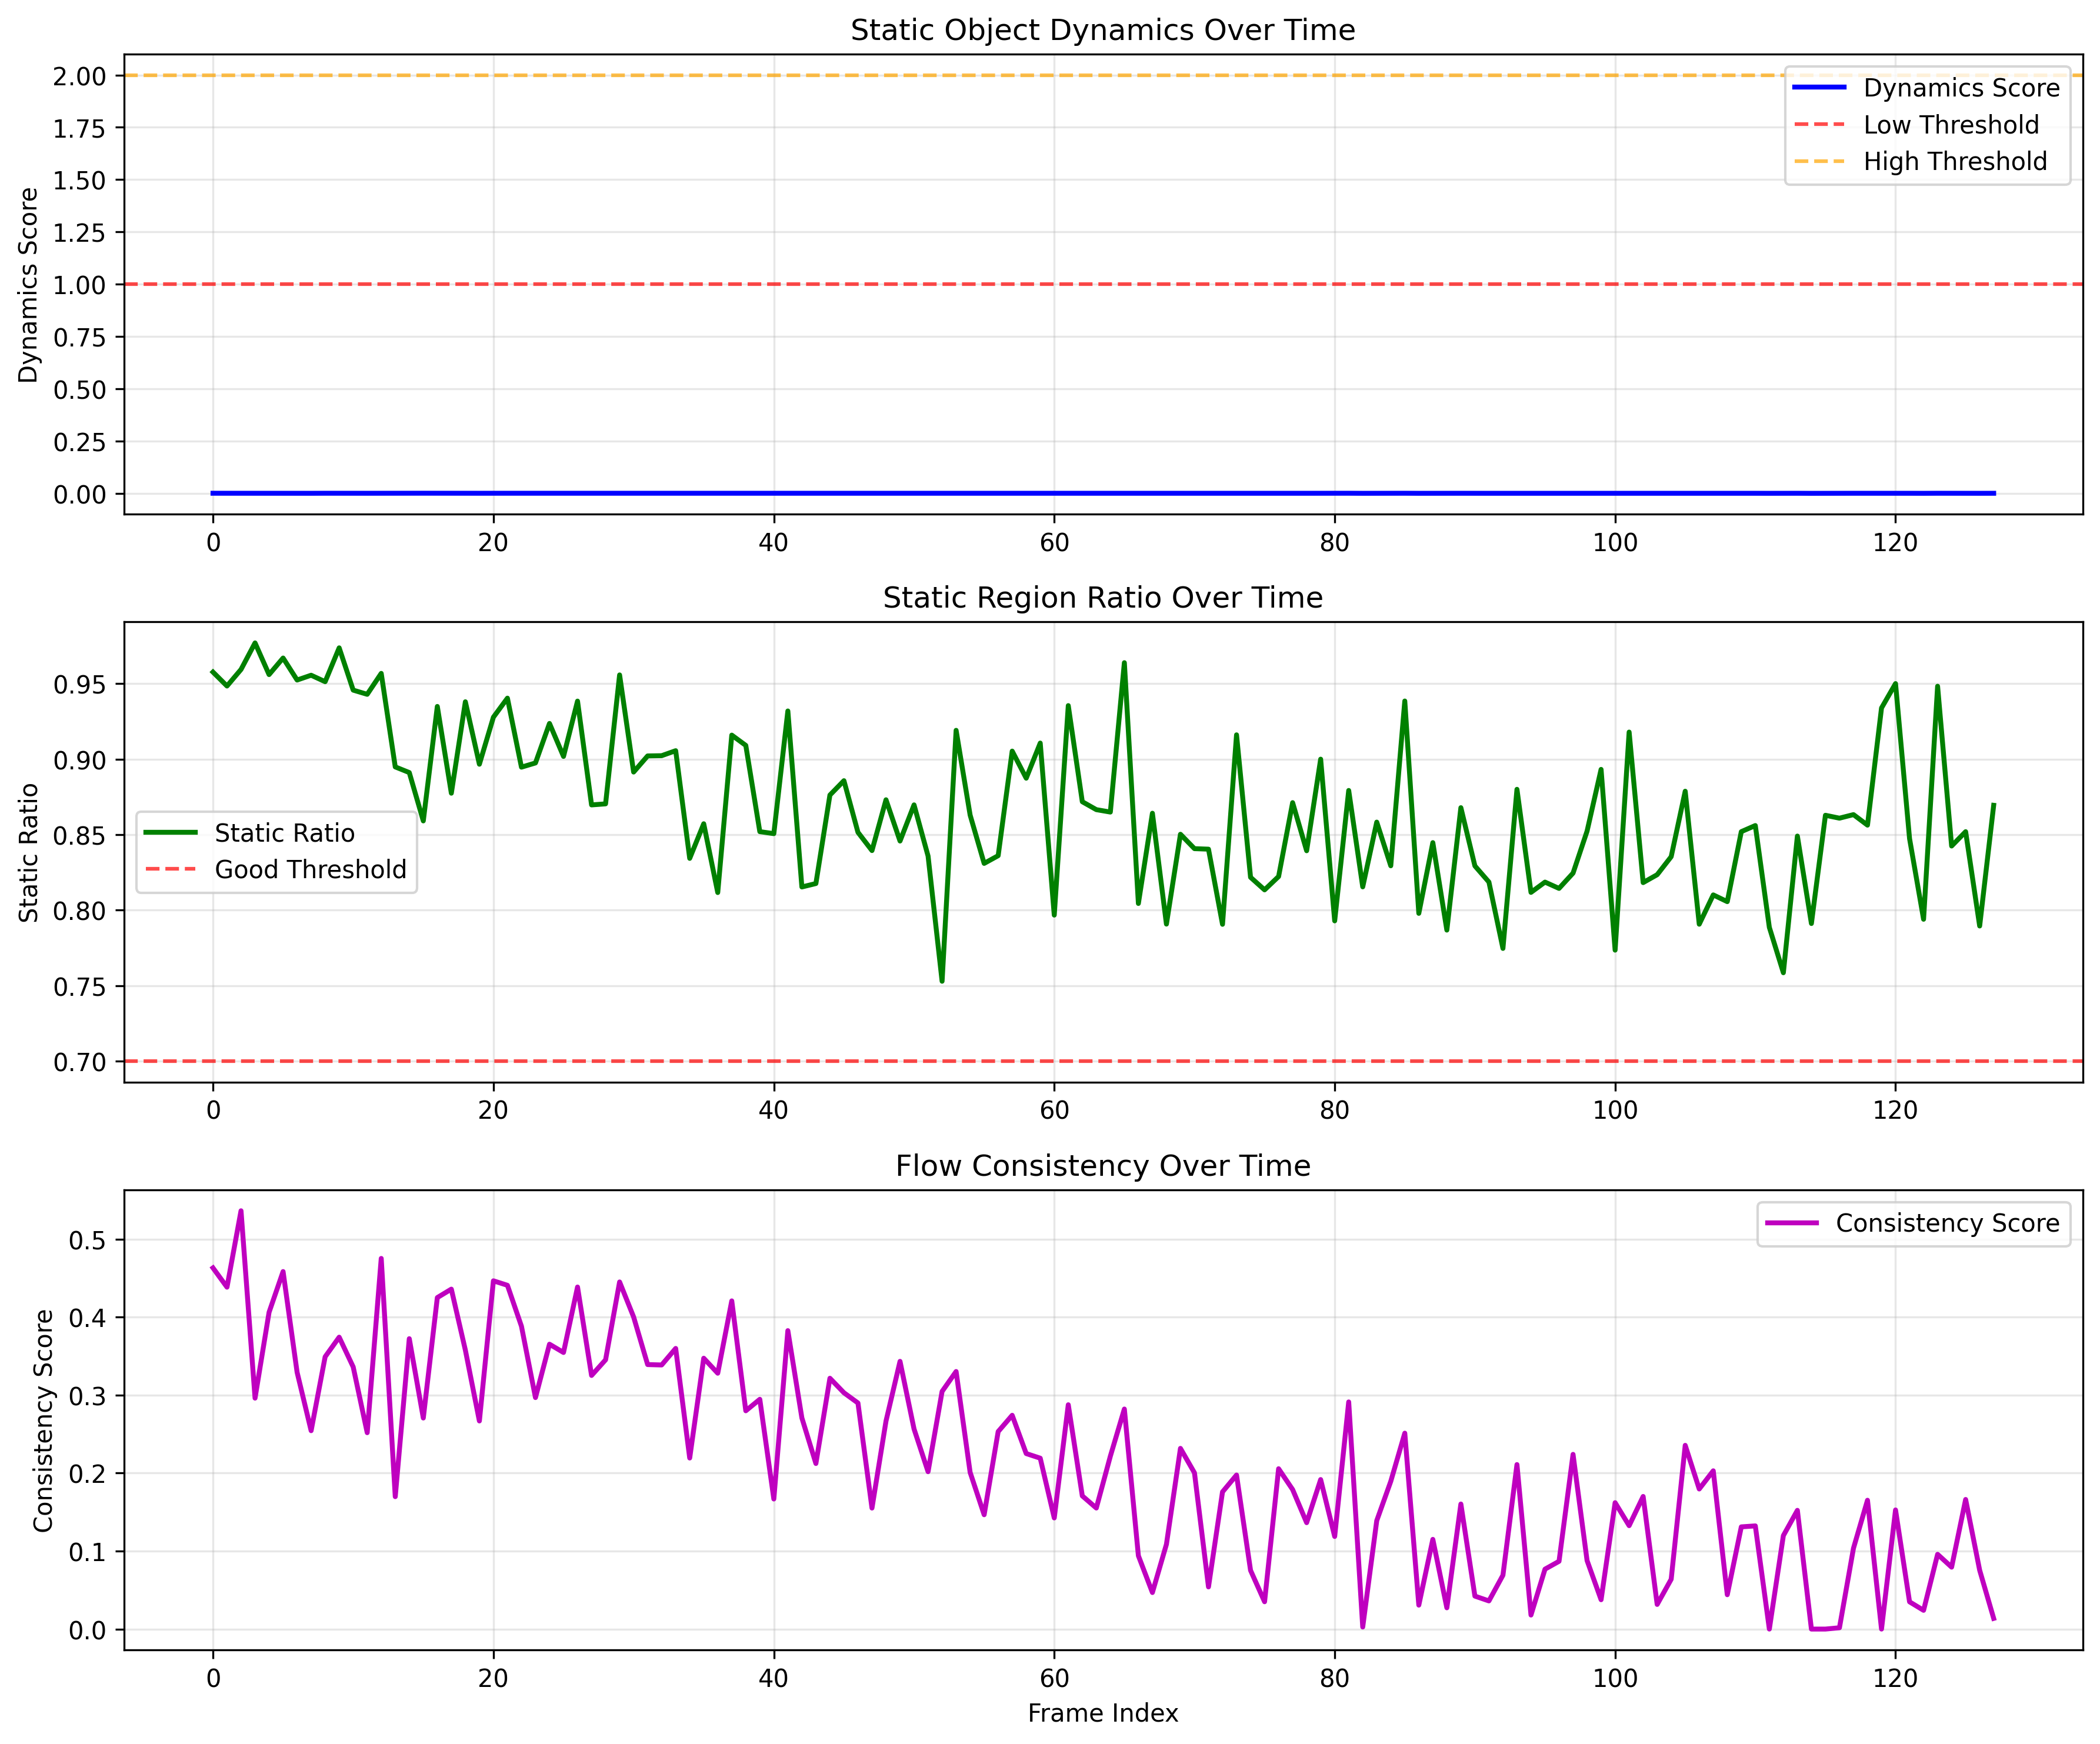 Static Object Dynamics Over Time
Dynamics Score
2.00
1.75
1.50
1.25
1.00
0.75
0.50
0.25
0.00
Dynamics Score
Low Threshold
High Threshold
0 20 40 60 80 100 120
Static Region Ratio Over Time
Static Ratio
0.95
0.90
0.85
0.80
0.75
0.70
Static Ratio
Good Threshold
0 20 40 60 80 100 120
Flow Consistency Over Time
Consistency Score
0.5
0.4
0.3
0.2
0.1
0.0
Consistency Score
0 20 40 60 80 100 120
Frame Index